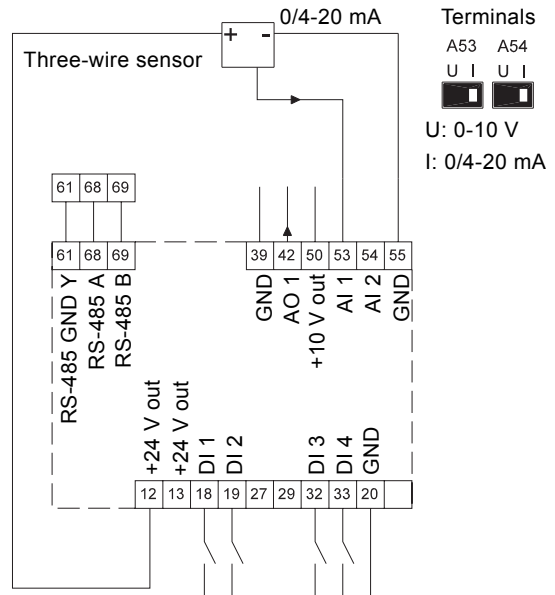 0/4-20 mA
Terminals
+ -
A53 A54
Three-wire sensor
U I U I
U: 0-10 V
I: 0/4-20 mA
61 68 69
61 68 69
39 42 50 53 54 55
RS-485 GND Y
RS-485 A
RS-485 B
GND
AO 1
+10 V out
AI 1
AI 2
GND
+24 V out
+24 V out
DI 1
DI 2
DI 3
DI 4
GND
12 13 18 19 27 29 32 33 20